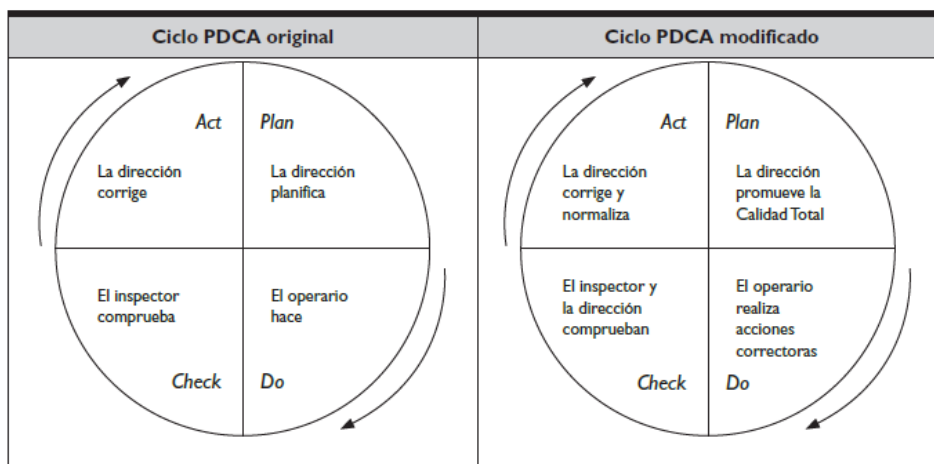 Ciclo PDCA original
Act
Plan
La dirección
corrige
La dirección
planifica
El inspector
comprueba
El operario
hace
Check
Do
Ciclo PDCA modificado
Act
Plan
La dirección
corrige y
normaliza
La dirección
promueve la
Calidad Total
El inspector y
la dirección
comprueban
El operario
realiza
acciones
correctoras
Check
Do